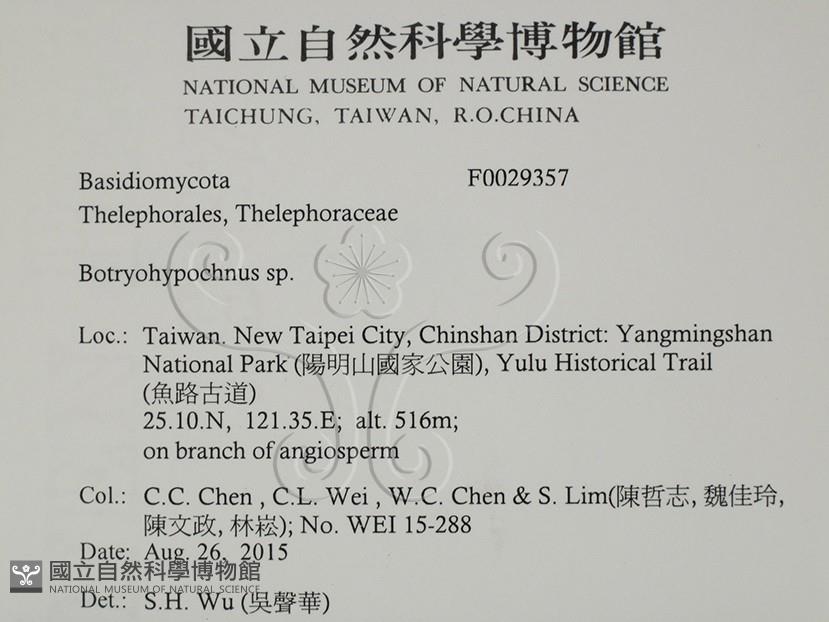 國立自然科學博物館
NATIONAL MUSEUM OF NATURAL SCIENCE
TAICHUNG, TAIWAN, R.O.CHINA
Basidiomycota F0029357
Thelephorales, Thelephoraceae
Botryohypochnus sp.
Loc.: Taiwan. New Taipei City, Chinshan District: Yangmingshan
National Park (陽明山國家公園), Yulu Historical Trail
(魚路古道)
25.10.N, 121.35.E; alt. 516m;
on branch of angiosperm
Col.: C.C. Chen , C.L. Wei , W.C. Chen & S. Lim(陳哲志, 魏佳玲,
陳文政, 林崧); No. WEI 15-288
Date: Aug. 26, 2015
國立自然科學博物館
NATIONAL MUSEUM OF NATURAL SCIENCE
Det.: S.H. Wu (吳聲華)